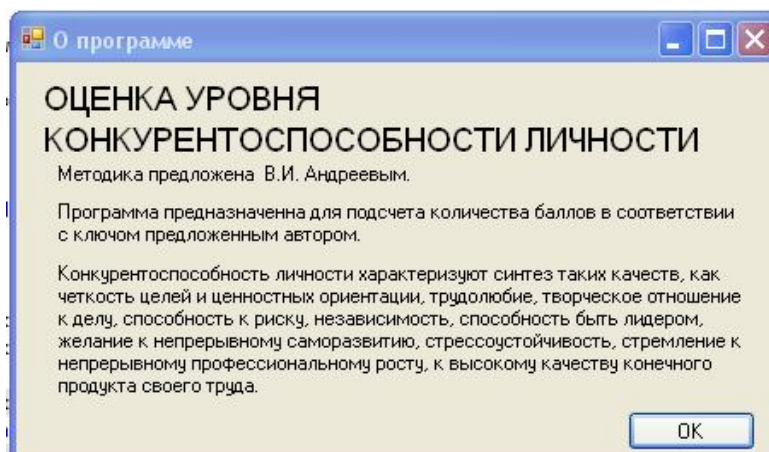 О программе
ОЦЕНКА УРОВНЯ
КОНКУРЕНТОСПОСОБНОСТИ ЛИЧНОСТИ
Методика предложена В.И. Андреевым.
Программа предназначенна для подсчета количества баллов в соответствии
с ключом предложенным автором.
Конкурентоспособность личности характеризуют синтез таких качеств, как
четкость целей и ценностных ориентации, трудолюбие, творческое отношение
к делу, способность к риску, независимость, способность быть лидером,
желание к непрерывному саморазвитию, стрессоустойчивость, стремление к
непрерывному профессиональному росту, к высокому качеству конечного
продукта своего труда.
OK